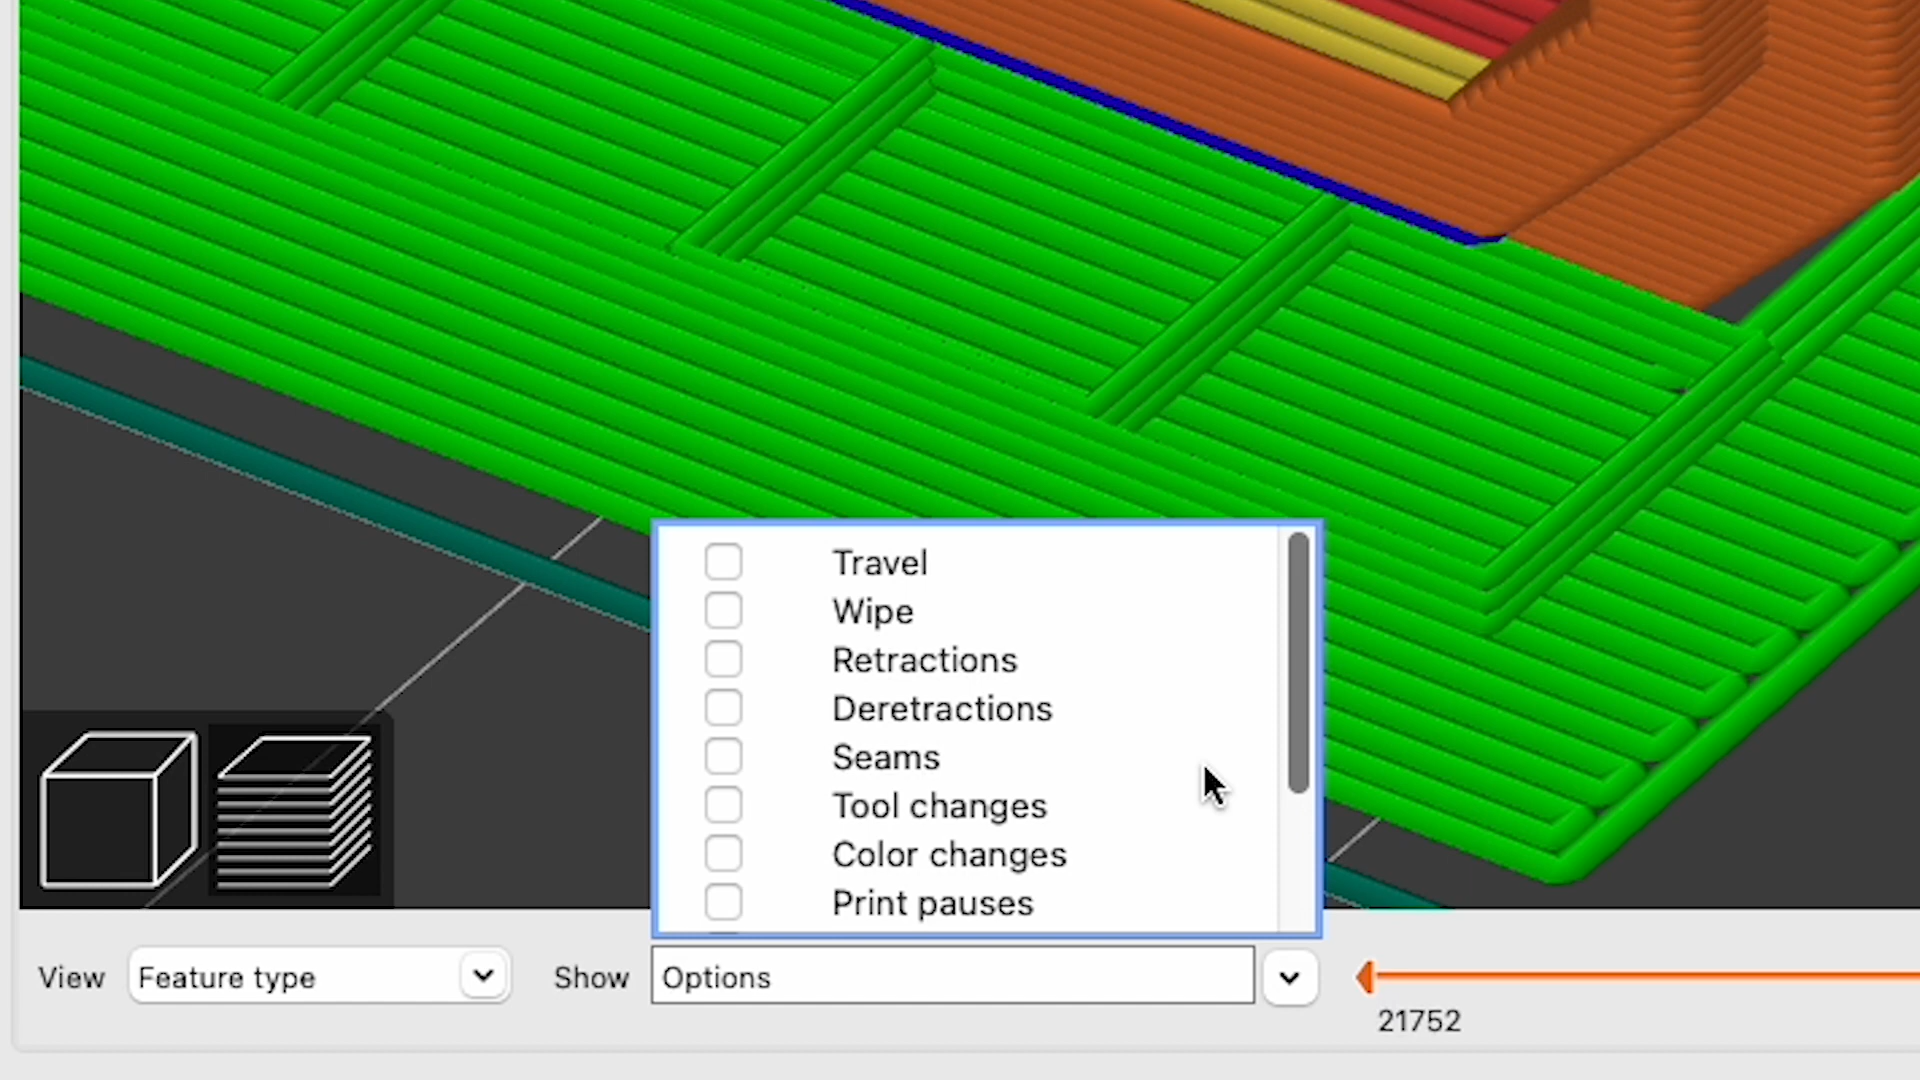 Travel
Wipe
Retractions
Deretractions
Seams
Tool changes
Color changes
Print pauses
View Feature type Show Options
21752